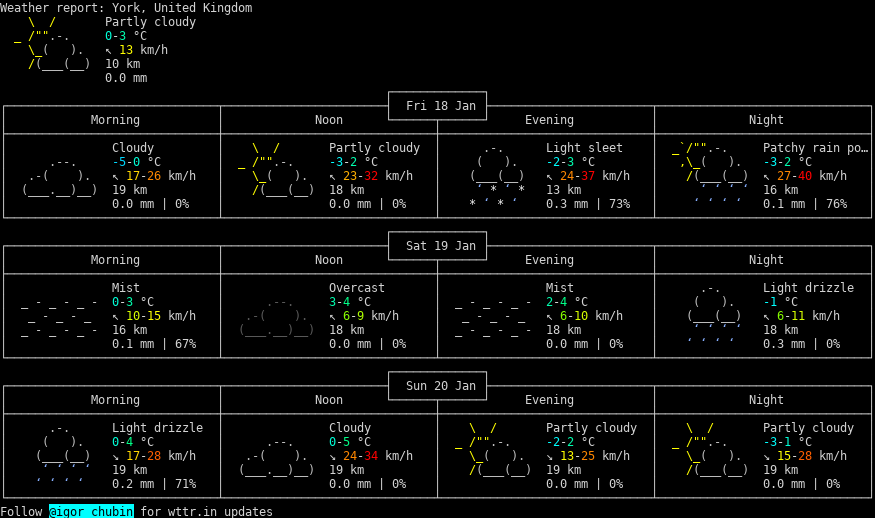 Weather report: York, United Kingdom
Partly cloudy
0-3 °C
↖ 13 km/h
10 km
0.0 mm
Fri 18 Jan
Morning Noon Evening Night
Cloudy Partly cloudy Light sleet Patchy rain po…
-5-0 °C -3-2 °C -2-3 °C -3-2 °C
↖ 17-26 km/h ↖ 23-32 km/h ↖ 24-37 km/h ↖ 27-40 km/h
19 km 18 km 13 km 16 km
0.0 mm | 0% 0.0 mm | 0% 0.3 mm | 73% 0.1 mm | 76%
Sat 19 Jan
Morning Noon Evening Night
Mist Overcast Mist Light drizzle
0-3 °C 3-4 °C 2-4 °C -1 °C
↖ 10-15 km/h ↖ 6-9 km/h ↖ 6-10 km/h ↖ 6-11 km/h
16 km 18 km 18 km 18 km
0.1 mm | 67% 0.0 mm | 0% 0.0 mm | 0% 0.3 mm | 0%
Sun 20 Jan
Morning Noon Evening Night
Light drizzle Cloudy Partly cloudy Partly cloudy
0-4 °C 0-5 °C -2-2 °C -3-1 °C
↘ 17-28 km/h ↘ 24-34 km/h ↘ 13-25 km/h ↘ 15-28 km/h
19 km 19 km 19 km 19 km
0.2 mm | 71% 0.0 mm | 0% 0.0 mm | 0% 0.0 mm | 0%
Follow @igor_chubin for wttr.in updates